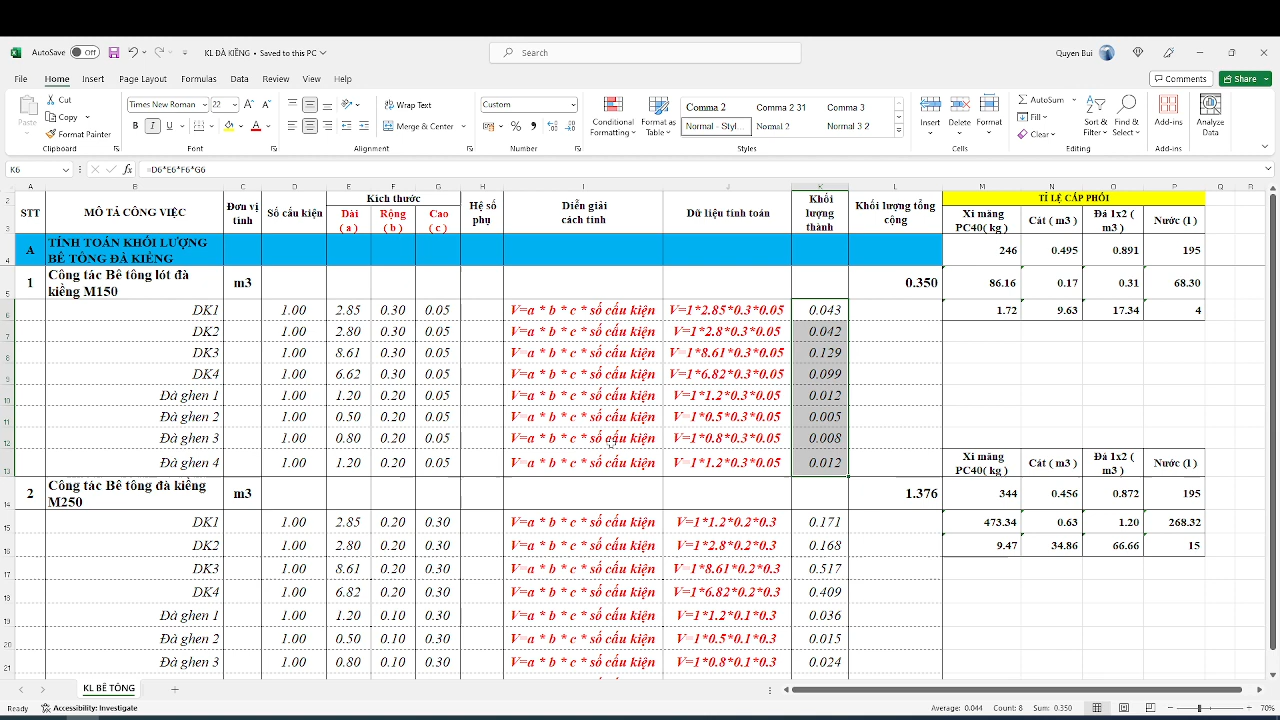 AutoSave Off KL ĐÀ KIỀNG • Saved to this PC Search Quyen Bui
File Home Insert Page Layout Formulas Data Review View Help Comments Share
Paste Cut Copy Format Painter Clipboard
Times New Roman 22 B I U Font
Wrap Text Merge & Center Alignment
Custom Number
Conditional Formatting Format as Table Comma 2 Comma 2 31 Comma 3 Normal - Styl... Normal 2 Normal 3 2 Styles
Insert Delete Format Cells
AutoSum Fill Clear Sort & Filter Find & Select Editing
Add-ins Add-ins Analyze Data
K6 =D6*E6*F6*G6
A B C D E F G H I J K L M N O P Q R
STT MÔ TẢ CÔNG VIỆC Đơn vị tính Số cấu kiện Kích thước Dài ( a ) Rộng ( b ) Cao ( c ) Hệ số phụ Diễn giải cách tính Dữ liệu tính toán Khối lượng thành Khối lượng tổng cộng
TỈ LỆ CẤP PHỐI
Xi măng PC40( kg ) Cát ( m3 ) Đá 1x2 ( m3 ) Nước (l )
A TÍNH TOÁN KHỐI LƯỢNG BÊ TÔNG ĐÀ KIỀNG 246 0.495 0.891 195
1 Công tác Bê tông lót đà kiềng M150 m3 0.350 86.16 0.17 0.31 68.30
DK1 1.00 2.85 0.30 0.05 V=a * b * c * số cấu kiện V=1*2.85*0.3*0.05 0.043 1.72 9.63 17.34 4
DK2 1.00 2.80 0.30 0.05 V=a * b * c * số cấu kiện V=1*2.8*0.3*0.05 0.042
DK3 1.00 8.61 0.30 0.05 V=a * b * c * số cấu kiện V=1*8.61*0.3*0.05 0.129
DK4 1.00 6.62 0.30 0.05 V=a * b * c * số cấu kiện V=1*6.82*0.3*0.05 0.099
Đà ghen 1 1.00 1.20 0.20 0.05 V=a * b * c * số cấu kiện V=1*1.2*0.3*0.05 0.012
Đà ghen 2 1.00 0.50 0.20 0.05 V=a * b * c * số cấu kiện V=1*0.5*0.3*0.05 0.005
Đà ghen 3 1.00 0.80 0.20 0.05 V=a * b * c * số cấu kiện V=1*0.8*0.3*0.05 0.008
Đà ghen 4 1.00 1.20 0.20 0.05 V=a * b * c * số cấu kiện V=1*1.2*0.3*0.05 0.012 Xi măng PC40( kg ) Cát ( m3 ) Đá 1x2 ( m3 ) Nước (l )
2 Công tác Bê tông đà kiềng M250 m3 1.376 344 0.456 0.872 195
DK1 1.00 2.85 0.20 0.30 V=a * b * c * số cấu kiện V=1*1.2*0.2*0.3 0.171 473.34 0.63 1.20 268.32
DK2 1.00 2.80 0.20 0.30 V=a * b * c * số cấu kiện V=1*2.8*0.2*0.3 0.168 9.47 34.86 66.66 15
DK3 1.00 8.61 0.20 0.30 V=a * b * c * số cấu kiện V=1*8.61*0.2*0.3 0.517
DK4 1.00 6.82 0.20 0.30 V=a * b * c * số cấu kiện V=1*6.82*0.2*0.3 0.409
Đà ghen 1 1.00 1.20 0.10 0.30 V=a * b * c * số cấu kiện V=1*1.2*0.1*0.3 0.036
Đà ghen 2 1.00 0.50 0.10 0.30 V=a * b * c * số cấu kiện V=1*0.5*0.1*0.3 0.015
Đà ghen 3 1.00 0.80 0.10 0.30 V=a * b * c * số cấu kiện V=1*0.8*0.1*0.3 0.024
KL BÊ TÔNG
Ready Accessibility: Investigate Average: 0.044 Count: 8 Sum: 0.350 70%